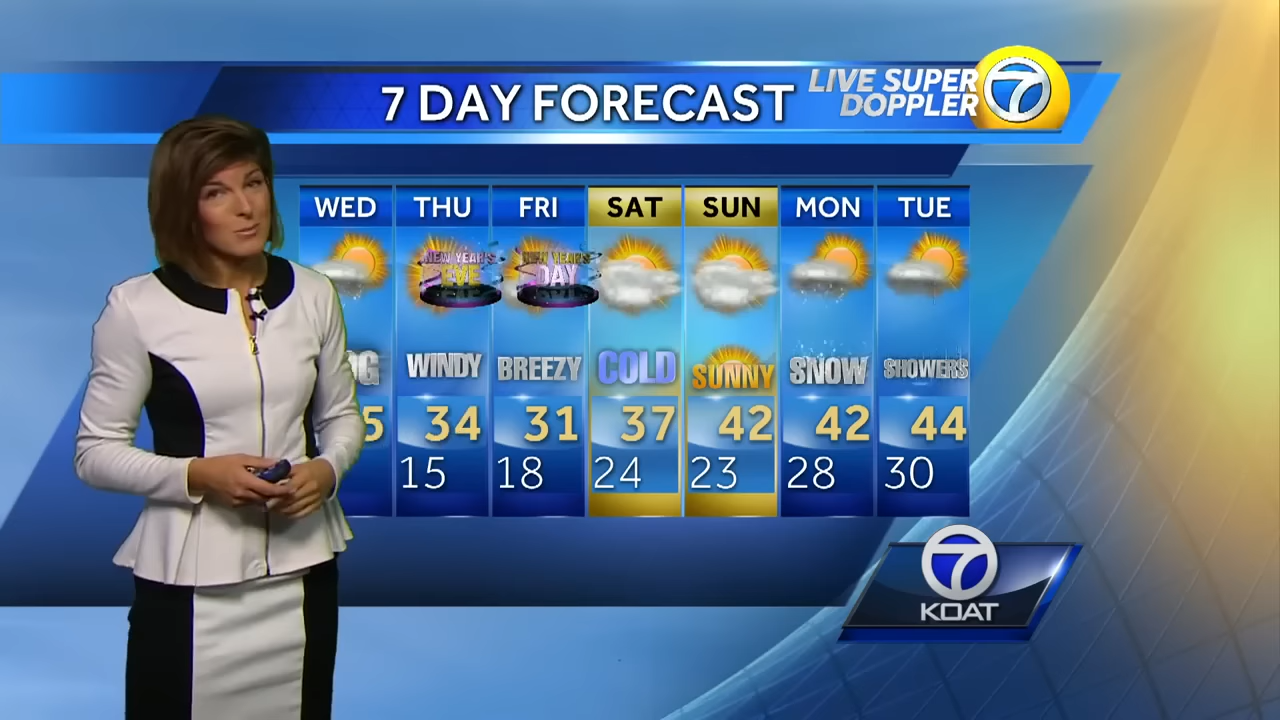 7 DAY FORECAST
LIVE SUPER
DOPPLER
7
WED THU FRI SAT SUN MON TUE
NEW YEAR'S
EVE
NEW YEAR'S
DAY
WINDY BREEZY COLD SUNNY SNOW SHOWERS
5 34 31 37 42 42 44
15 18 24 23 28 30
7
KOAT